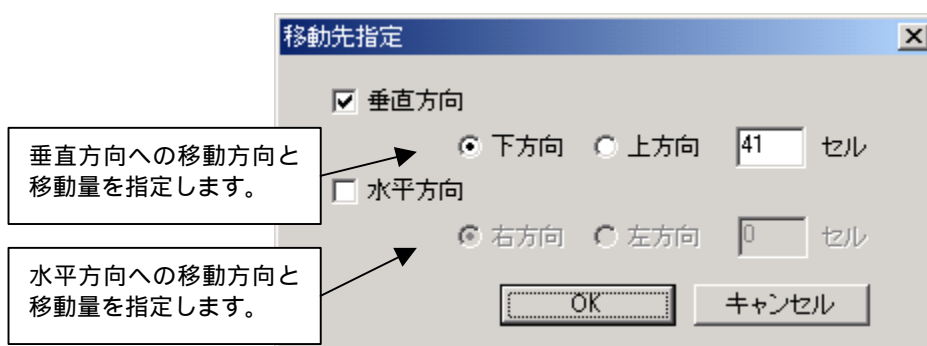 移動先指定
垂直方向
下方向 上方向 41 セル
垂直方向への移動方向と
移動量を指定します。
水平方向
右方向 左方向 0 セル
水平方向への移動方向と
移動量を指定します。
OK キャンセル